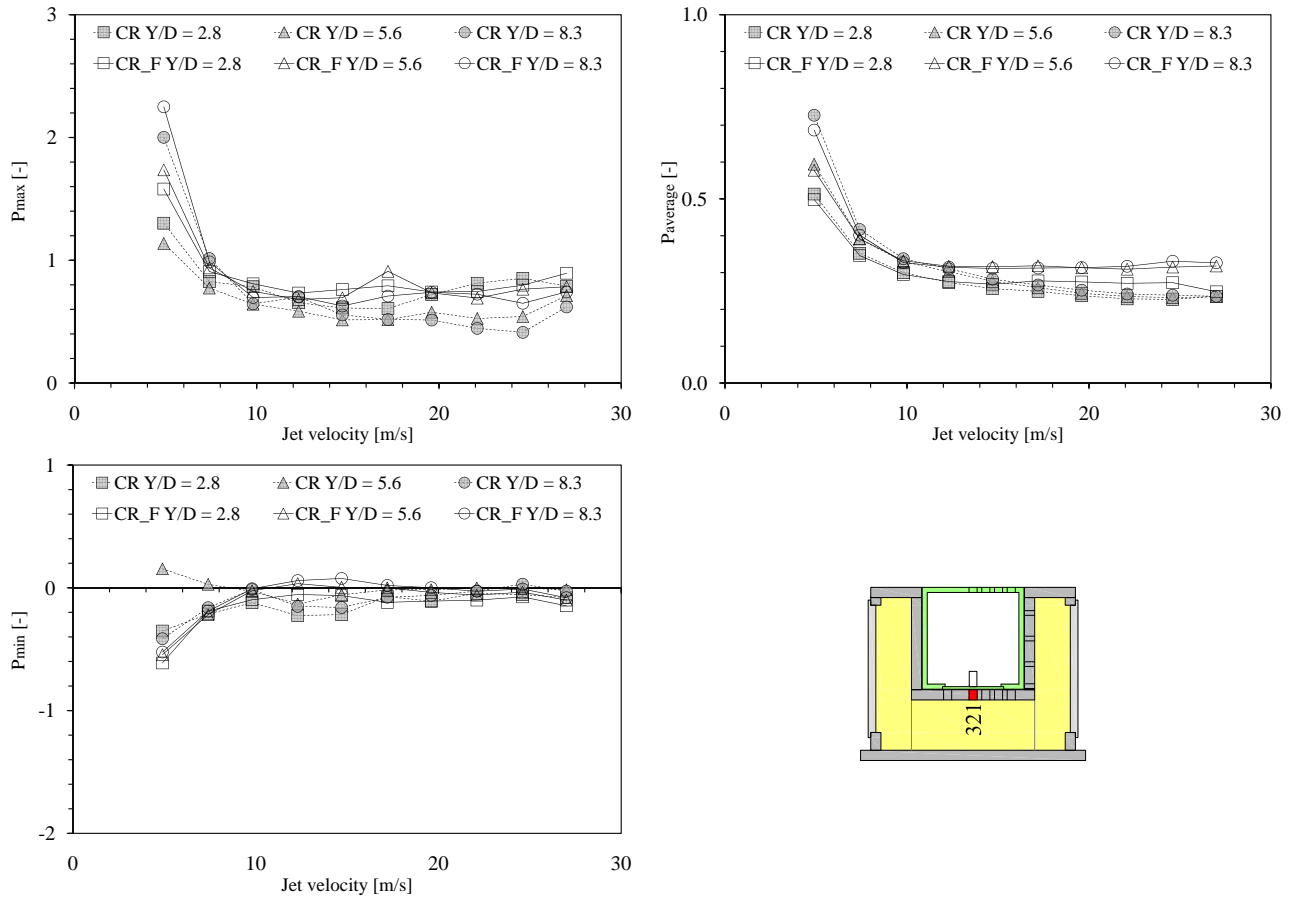 3
CR Y/D = 2.8 CR Y/D = 5.6 CR Y/D = 8.3
CR_F Y/D = 2.8 CR_F Y/D = 5.6 CR_F Y/D = 8.3
2
Pmax [-]
1
0
0 10 20 30
Jet velocity [m/s]
1.0
CR Y/D = 2.8 CR Y/D = 5.6 CR Y/D = 8.3
CR_F Y/D = 2.8 CR_F Y/D = 5.6 CR_F Y/D = 8.3
Paverage [-]
0.5
0.0
0 10 20 30
Jet velocity [m/s]
1
CR Y/D = 2.8 CR Y/D = 5.6 CR Y/D = 8.3
CR_F Y/D = 2.8 CR_F Y/D = 5.6 CR_F Y/D = 8.3
0
Pmin [-]
-1
-2
0 10 20 30
Jet velocity [m/s]
321